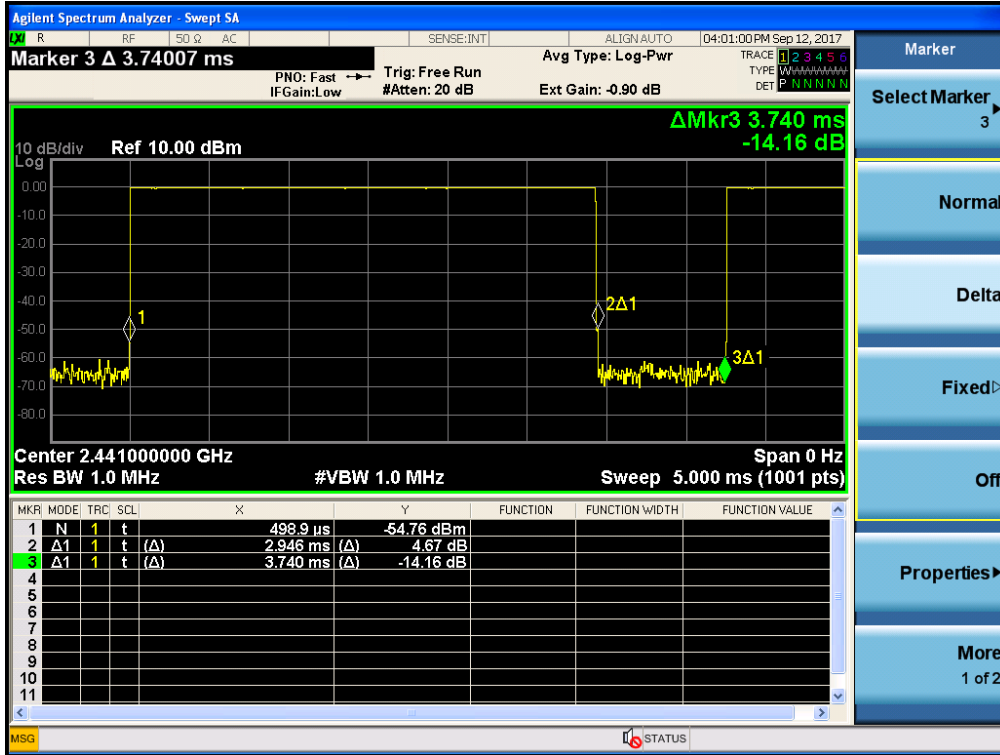 Agilent Spectrum Analyzer - Swept SA
LXI R RF 50 Ω AC SENSE:INT ALIGNAUTO 04:01:00PM Sep 12, 2017
Marker 3 Δ 3.74007 ms
PNO: Fast
IFGain:Low
Trig: Free Run
#Atten: 20 dB
Avg Type: Log-Pwr
Ext Gain: -0.90 dB
TRACE 1 2 3 4 5 6
TYPE W
DET P N N N N N
ΔMkr3 3.740 ms
-14.16 dB
10 dB/div Ref 10.00 dBm
Log
0.00
-10.0
-20.0
-30.0
-40.0
-50.0
-60.0
-70.0
-80.0
1
2Δ1
3Δ1
Center 2.441000000 GHz Span 0 Hz
Res BW 1.0 MHz #VBW 1.0 MHz Sweep 5.000 ms (1001 pts)
MKR MODE TRC SCL X Y FUNCTION FUNCTION WIDTH FUNCTION VALUE
1 N 1 t 498.9 µs -54.76 dBm
2 Δ1 1 t (Δ) 2.946 ms (Δ) 4.67 dB
3 Δ1 1 t (Δ) 3.740 ms (Δ) -14.16 dB
4
5
6
7
8
9
10
11
MSG STATUS
Marker
Select Marker
3
Normal
Delta
Fixed
Off
Properties
More
1 of 2